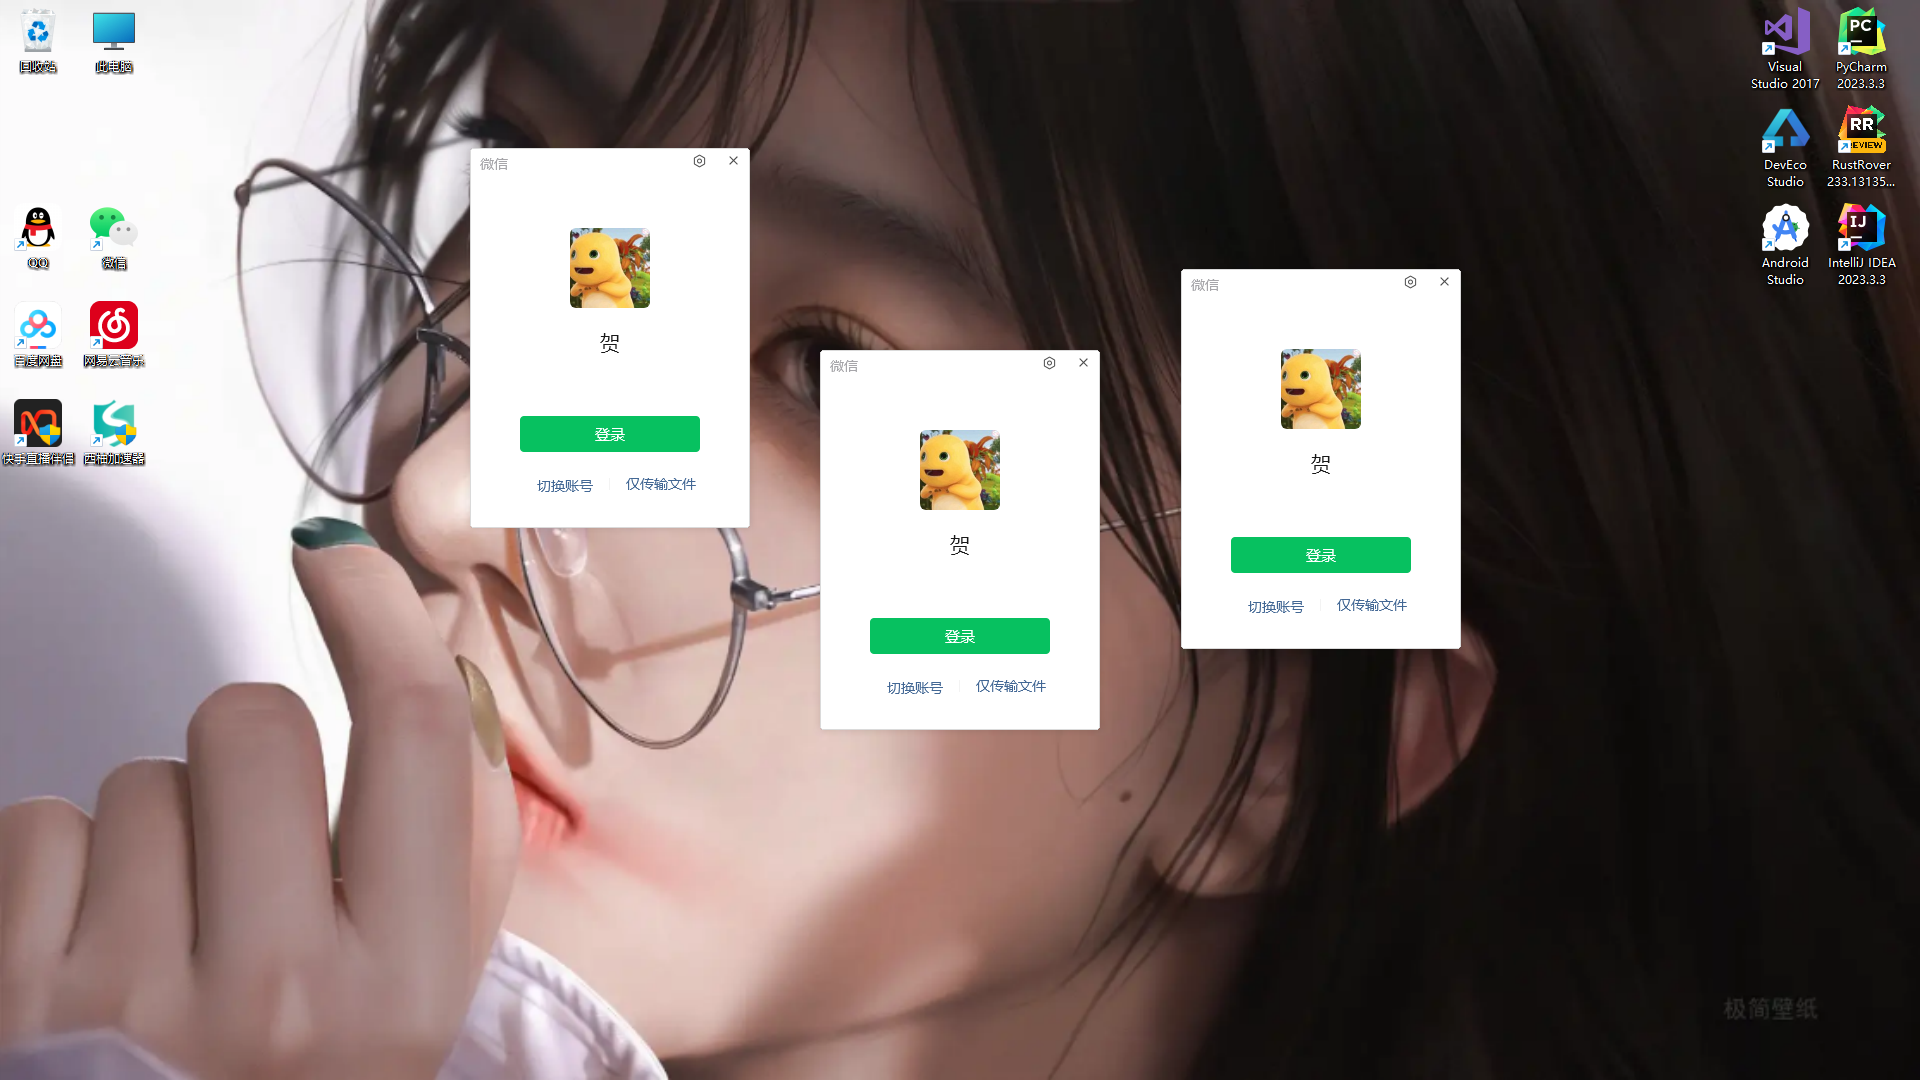 回收站
此电脑
QQ
微信
百度网盘
网易云音乐
快手直播伴侣
西柚加速器
微信
贺
登录
切换账号
仅传输文件
微信
贺
登录
切换账号
仅传输文件
微信
贺
登录
切换账号
仅传输文件
Visual
Studio 2017
PC
PyCharm
2023.3.3
DevEco
Studio
RR
REVIEW
RustRover
233.13135...
Android
Studio
IJ
IntelliJ IDEA
2023.3.3
极简壁纸